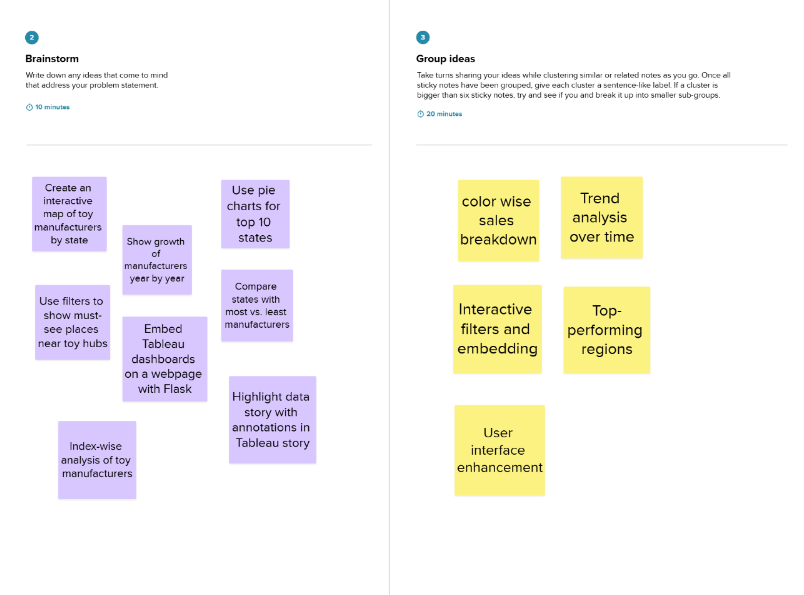 2
Brainstorm
Write down any ideas that come to mind
that address your problem statement.
10 minutes
Create an
interactive
map of toy
manufacturers
by state
Show growth
of
manufacturers
year by year
Use pie
charts for
top 10
states
Use filters to
show must-
see places
near toy hubs
Embed
Tableau
dashboards
on a webpage
with Flask
Compare
states with
most vs. least
manufacturers
Highlight data
story with
annotations in
Tableau story
Index-wise
analysis of toy
manufacturers
3
Group ideas
Take turns sharing your ideas while clustering similar or related notes as you go. Once all
sticky notes have been grouped, give each cluster a sentence-like label. If a cluster is
bigger than six sticky notes, try and see if you and break it up into smaller sub-groups.
20 minutes
color wise
sales
breakdown
Trend
analysis
over time
Interactive
filters and
embedding
Top-
performing
regions
User
interface
enhancement